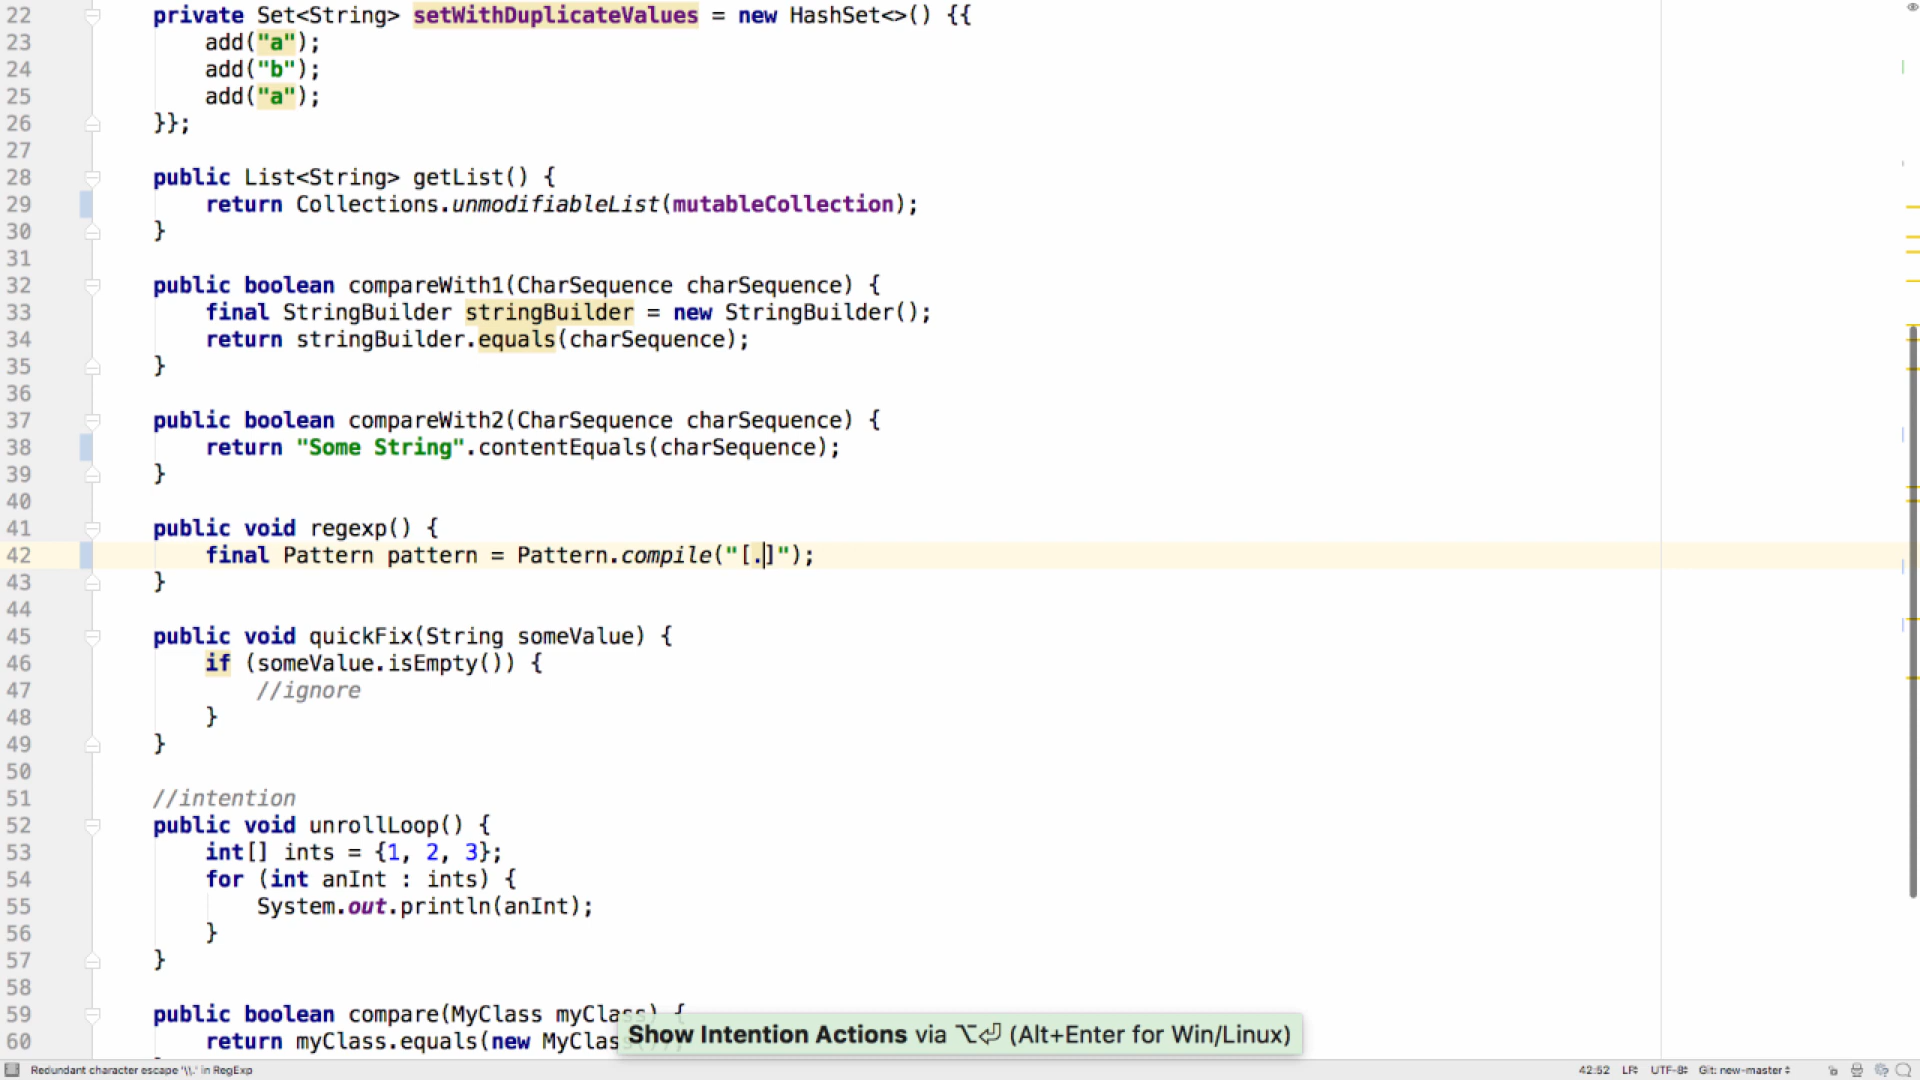 22 private Set<String> setWithDuplicateValues = new HashSet<>() {{
23 add("a");
24 add("b");
25 add("a");
26 }};
27
28 public List<String> getList() {
29 return Collections.unmodifiableList(mutableCollection);
30 }
31
32 public boolean compareWith1(CharSequence charSequence) {
33 final StringBuilder stringBuilder = new StringBuilder();
34 return stringBuilder.equals(charSequence);
35 }
36
37 public boolean compareWith2(CharSequence charSequence) {
38 return "Some String".contentEquals(charSequence);
39 }
40
41 public void regexp() {
42 final Pattern pattern = Pattern.compile("[.]");
43 }
44
45 public void quickFix(String someValue) {
46 if (someValue.isEmpty()) {
47 //ignore
48 }
49 }
50
51 //intention
52 public void unrollLoop() {
53 int[] ints = {1, 2, 3};
54 for (int anInt : ints) {
55 System.out.println(anInt);
56 }
57 }
58
59 public boolean compare(MyClass myClass) {
60 return myClass.equals(new MyClass
Show Intention Actions via ⌥⏎ (Alt+Enter for Win/Linux)
Redundant character escape '\\.' in RegExp 42:52 LF÷ UTF-8÷ Git: new-master÷